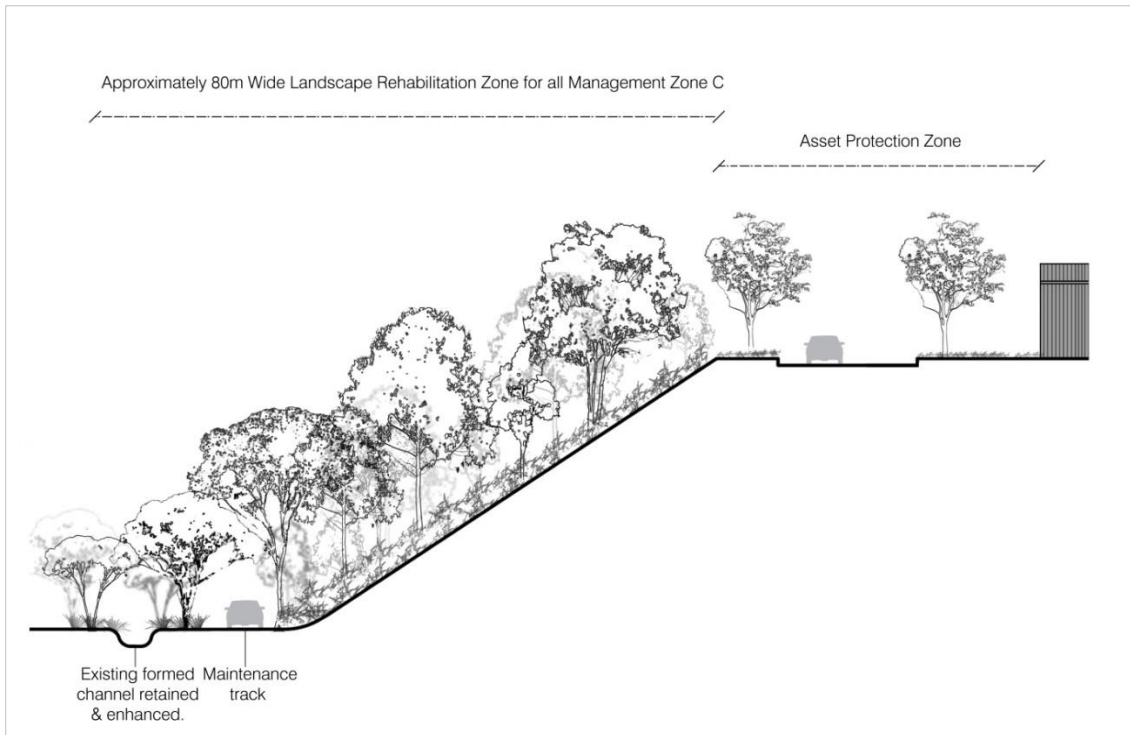 Approximately 80m Wide Landscape Rehabilitation Zone for all Management Zone C
Asset Protection Zone
Existing formed
channel retained
& enhanced.
Maintenance
track